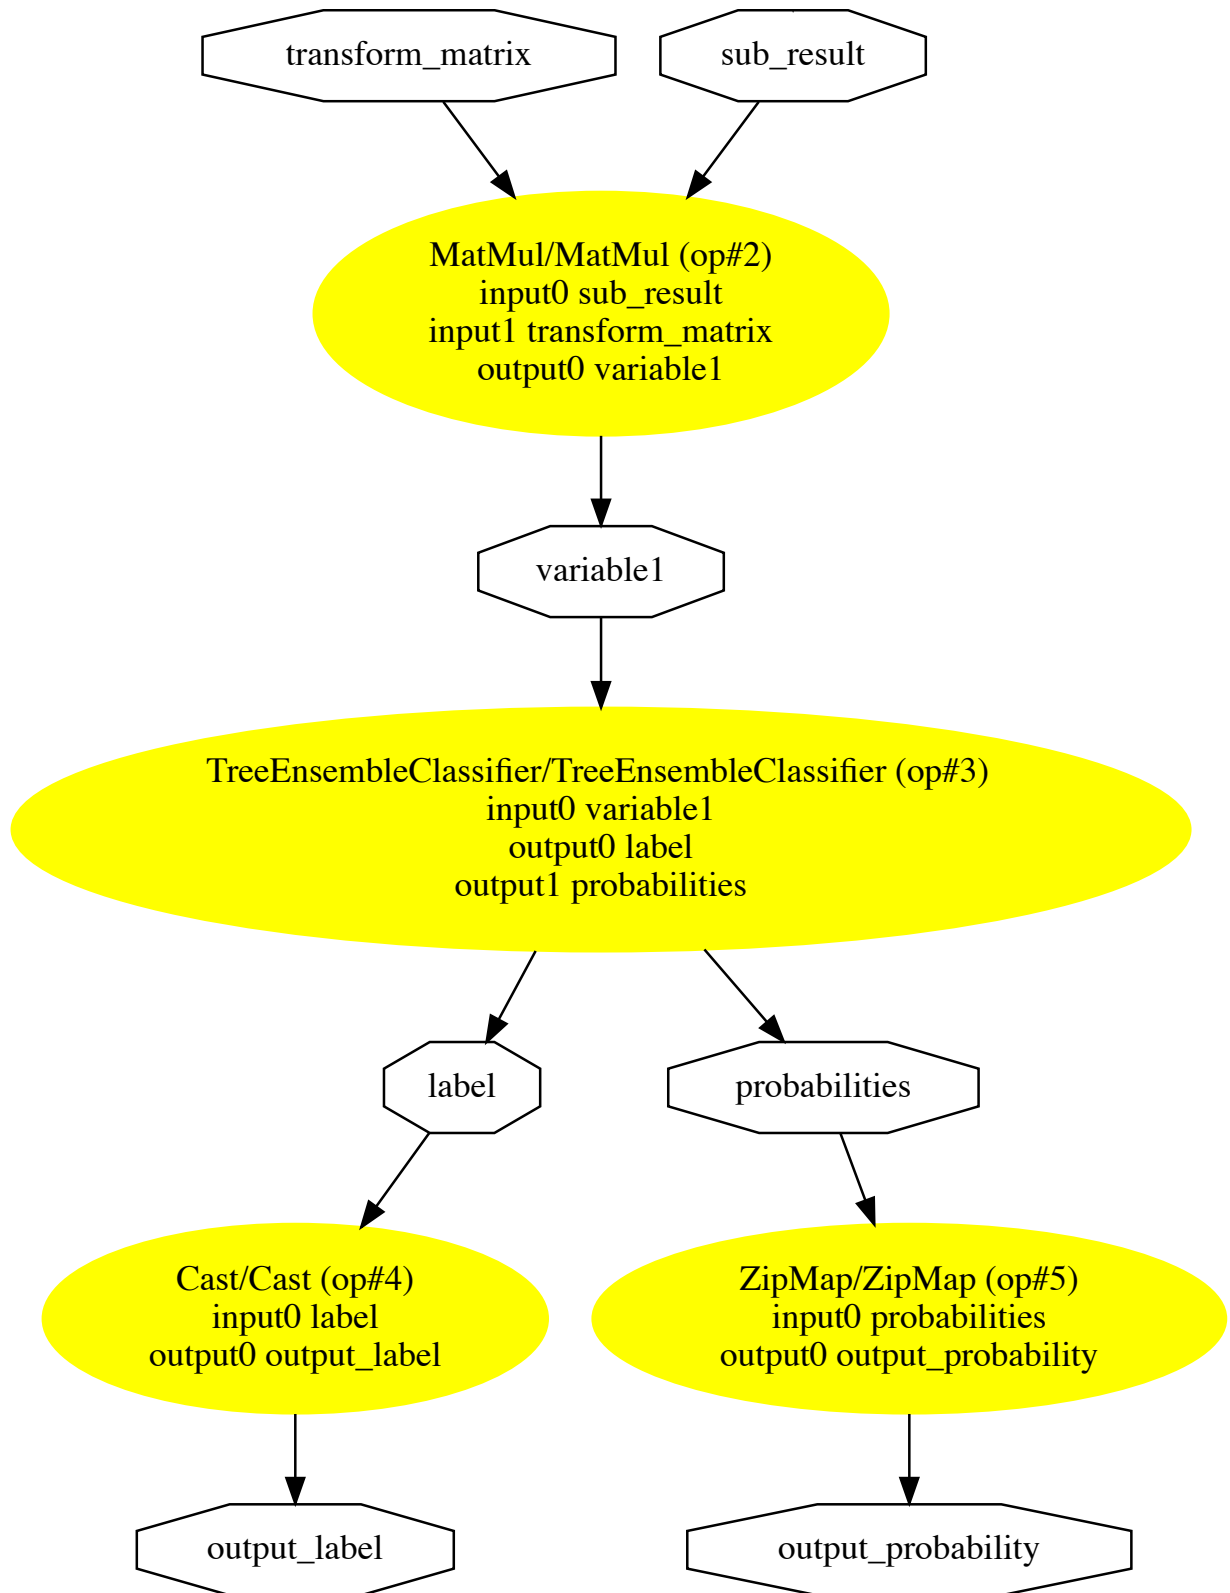 transform_matrix
sub_result
MatMul/MatMul (op#2)
input0 sub_result
input1 transform_matrix
output0 variable1
variable1
TreeEnsembleClassifier/TreeEnsembleClassifier (op#3)
input0 variable1
output0 label
output1 probabilities
label
probabilities
Cast/Cast (op#4)
input0 label
output0 output_label
ZipMap/ZipMap (op#5)
input0 probabilities
output0 output_probability
output_label
output_probability